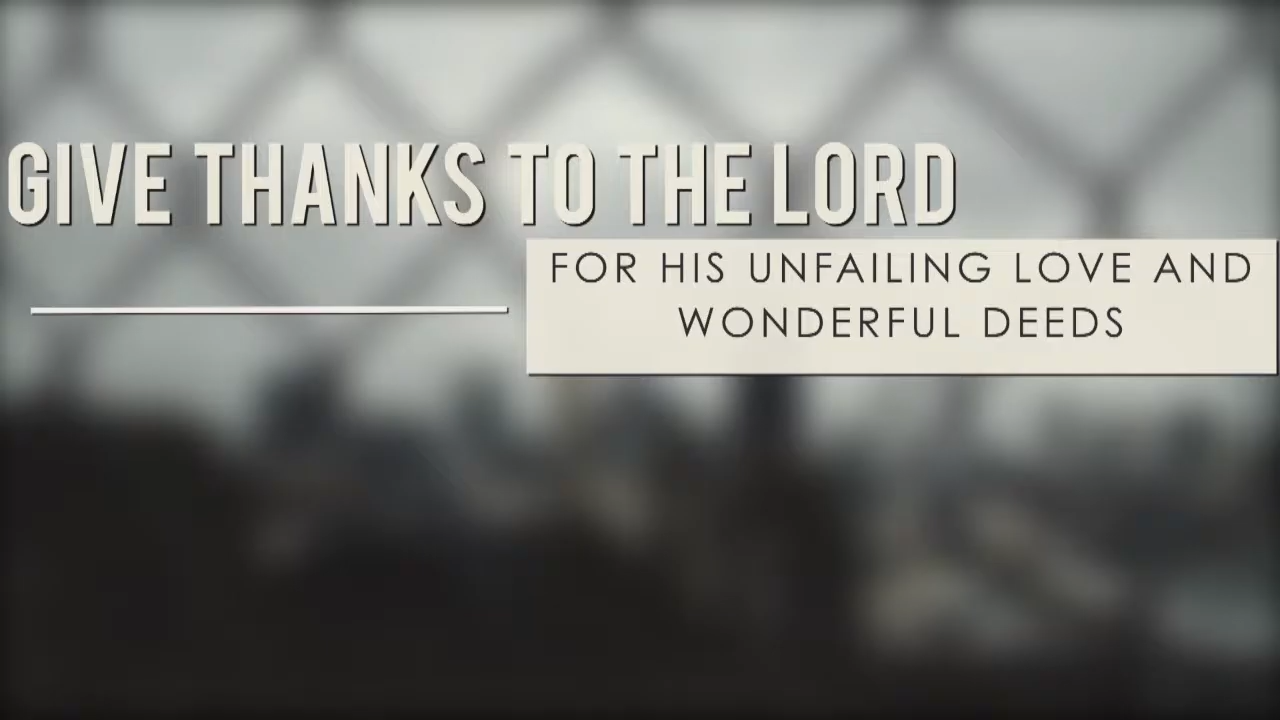 GIVE THANKS TO THE LORD
FOR HIS UNFAILING LOVE AND
WONDERFUL DEEDS